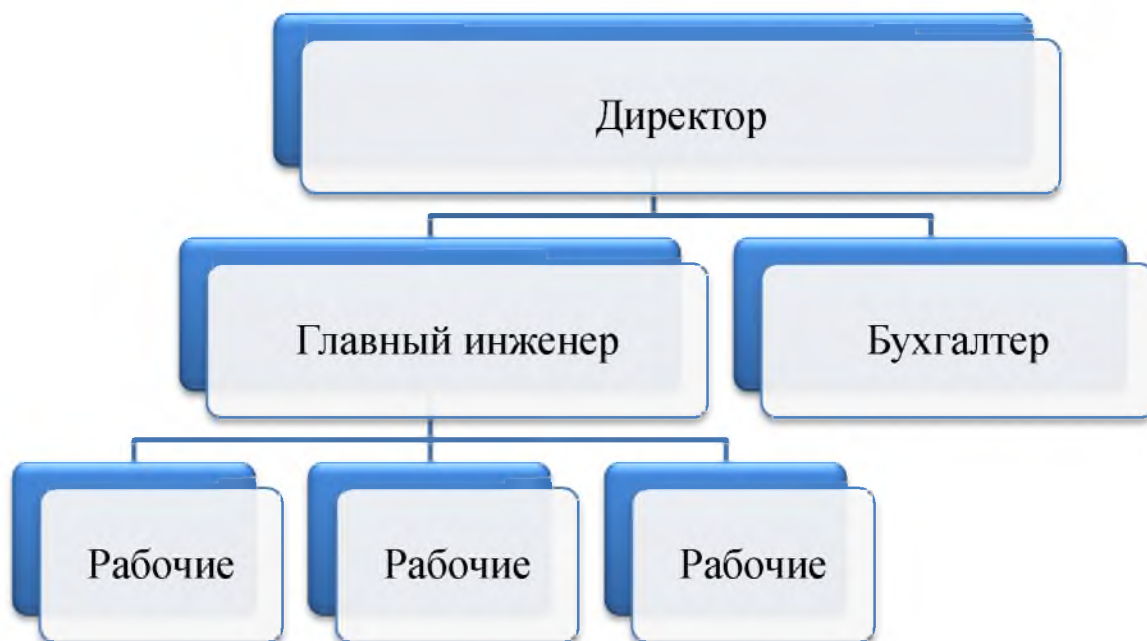 Директор
Главный инженер
Бухгалтер
Рабочие
Рабочие
Рабочие